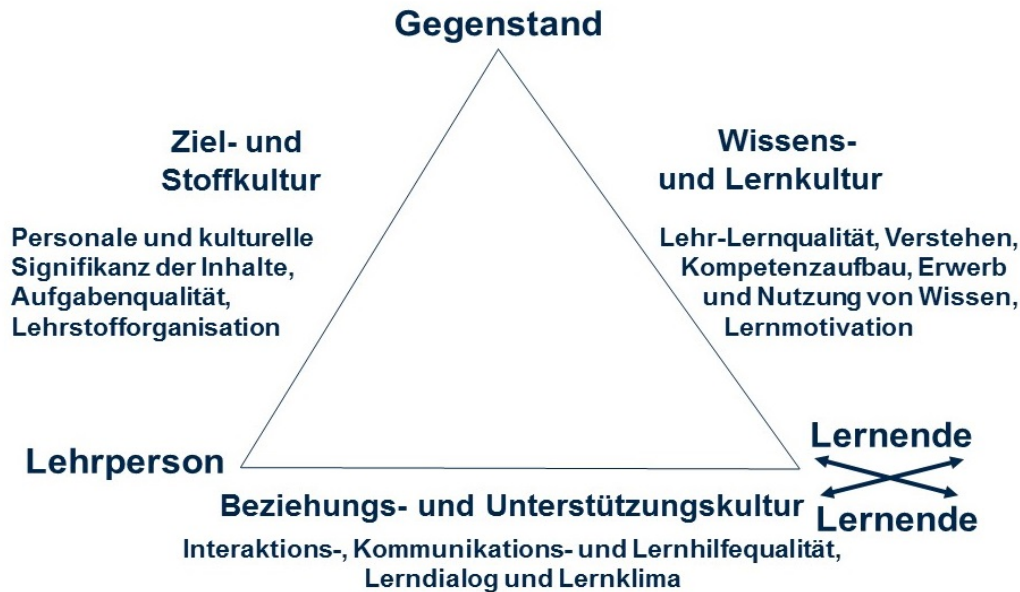 Gegenstand
Ziel- und
Stoffkultur
Personale und kulturelle
Signifikanz der Inhalte,
Aufgabenqualität,
Lehrstofforganisation
Wissens-
und Lernkultur
Lehr-Lernqualität, Verstehen,
Kompetenzaufbau, Erwerb
und Nutzung von Wissen,
Lernmotivation
Lehrperson
Lernende
Lernende
Beziehungs- und Unterstützungskultur
Interaktions-, Kommunikations- und Lernhilfequalität,
Lerndialog und Lernklima